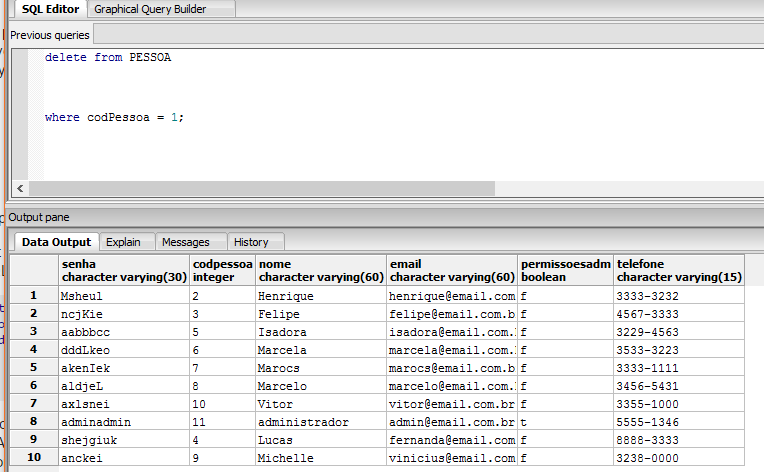 SQL Editor Graphical Query Builder
Previous queries
delete from PESSOA
where codPessoa = 1;
Output pane
Data Output Explain Messages History
senha codpessoa nome email permissoesadm telefone
character varying(30) integer character varying(60) character varying(60) boolean character varying(15)
1 Msheul 2 Henrique henrique@email.com f 3333-3232
2 ncjKie 3 Felipe felipe@email.com.b f 4567-3333
3 aabbbcc 5 Isadora isadora@email.com. f 3229-4563
4 dddLkeo 6 Marcela marcela@email.com. f 3533-3223
5 akenIek 7 Marocs marocs@email.com.b f 3333-1111
6 aldjeL 8 Marcelo marcelo@email.com. f 3456-5431
7 axlsnei 10 Vitor vitor@email.com.br f 3355-1000
8 adminadmin 11 administrador admin@email.com.br t 5555-1346
9 shejgiuk 4 Lucas fernanda@email.com f 8888-3333
10 anckei 9 Michelle vinicius@email.com f 3238-0000